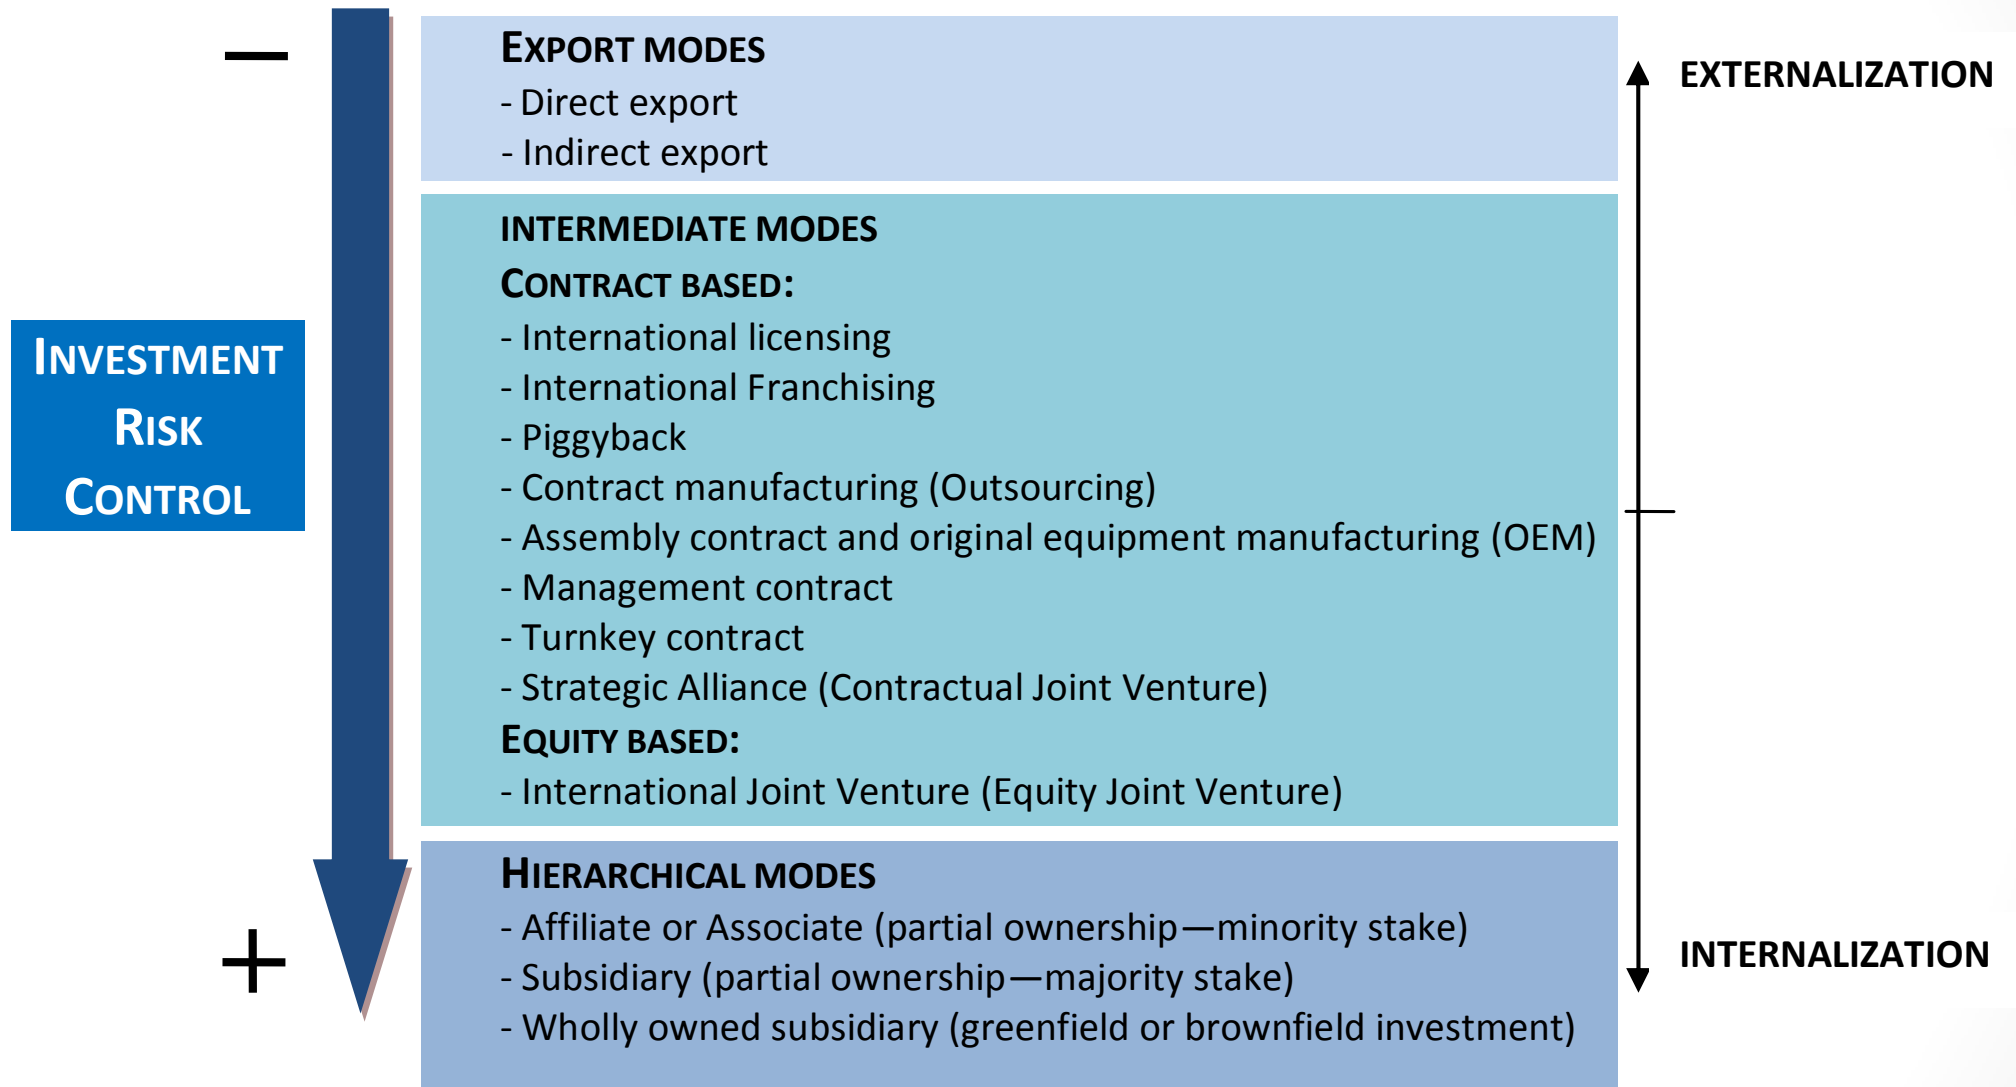 −
EXPORT MODES
- Direct export
- Indirect export
EXTERNALIZATION
INTERMEDIATE MODES
CONTRACT BASED:
- International licensing
- International Franchising
- Piggyback
- Contract manufacturing (Outsourcing)
- Assembly contract and original equipment manufacturing (OEM)
- Management contract
- Turnkey contract
- Strategic Alliance (Contractual Joint Venture)
EQUITY BASED:
- International Joint Venture (Equity Joint Venture)
INVESTMENT
RISK
CONTROL
+
HIERARCHICAL MODES
- Affiliate or Associate (partial ownership—minority stake)
- Subsidiary (partial ownership—majority stake)
- Wholly owned subsidiary (greenfield or brownfield investment)
INTERNALIZATION